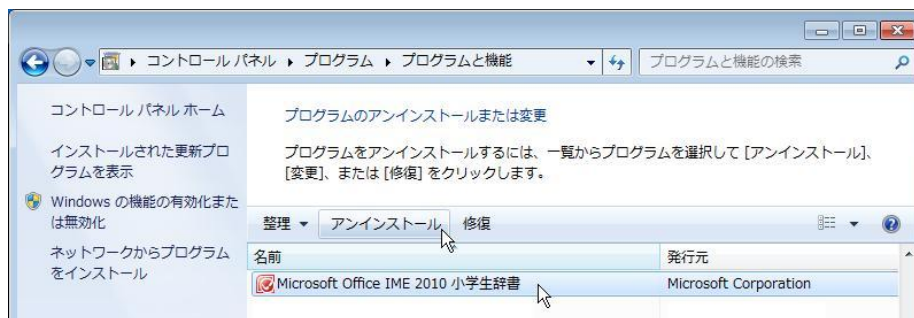 コントロール パネル ▸ プログラム ▸ プログラムと機能
プログラムと機能の検索
コントロール パネル ホーム
インストールされた更新プロ
グラムを表示
Windows の機能の有効化また
は無効化
ネットワークからプログラム
をインストール
プログラムのアンインストールまたは変更
プログラムをアンインストールするには、一覧からプログラムを選択して [アンインストール]、
[変更]、または [修復] をクリックします。
整理 アンインストール 修復
名前 発行元
Microsoft Office IME 2010 小学生辞書 Microsoft Corporation